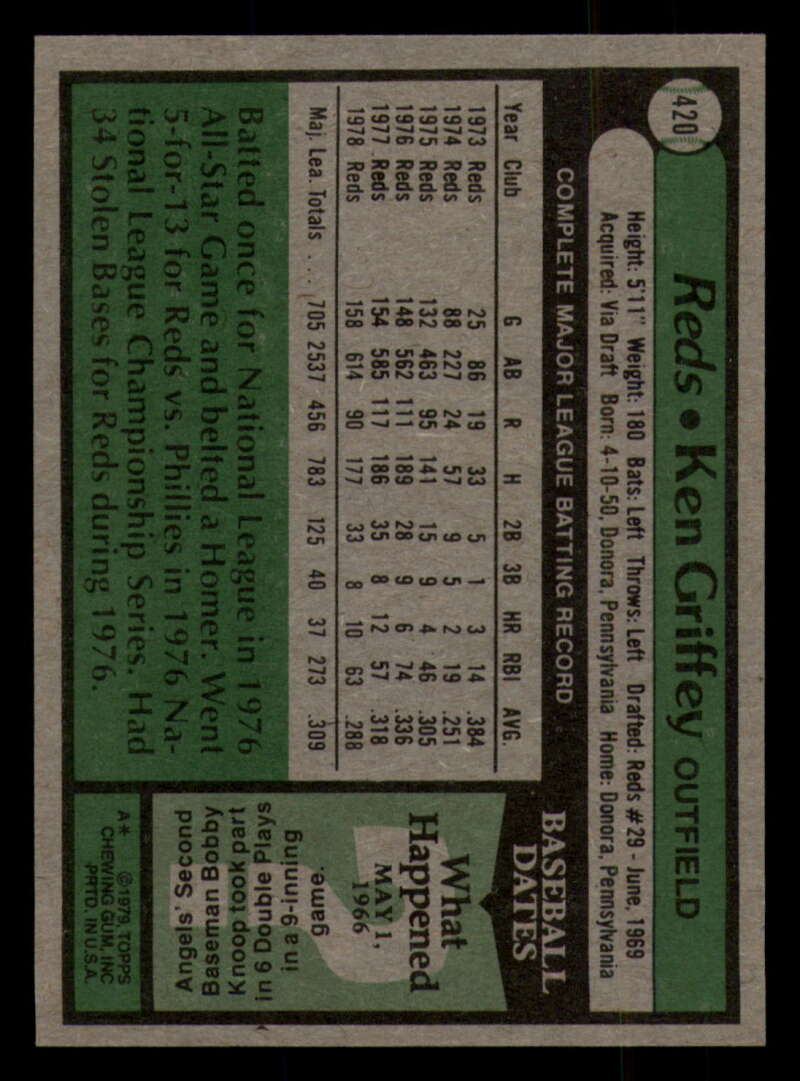 420
Reds • Ken Griffey OUTFIELD
Height: 5'11" Weight: 180 Bats: Left Throws: Left Drafted: Reds #29 - June, 1969
Acquired: Via Draft Born: 4-10-50, Donora, Pennsylvania Home: Donora, Pennsylvania
COMPLETE MAJOR LEAGUE BATTING RECORD
Year Club G AB R H 2B 3B HR RBI AVG.
1973 Reds 25 86 19 33 5 1 3 14 .384
1974 Reds 88 227 24 57 9 5 2 19 .251
1975 Reds 132 463 95 141 15 9 4 46 .305
1976 Reds 148 562 111 189 28 9 6 74 .336
1977 Reds 154 585 117 186 35 8 12 57 .318
1978 Reds 158 614 90 177 33 8 10 63 .288
Maj. Lea. Totals . . . 705 2537 456 783 125 40 37 273 .309
Batted once for National League in 1976
All-Star Game and belted a Homer. Went
5-for-13 for Reds vs. Phillies in 1976 Na-
tional League Championship Series. Had
34 Stolen Bases for Reds during 1976.
BASEBALL
DATES
What
Happened
MAY 1,
1966
Angels' Second
Baseman Bobby
Knoop took part
in 6 Double Plays
in a 9-inning
game.
A* ©1979, TOPPS
CHEWING GUM, INC
PRTD. IN U.S.A.